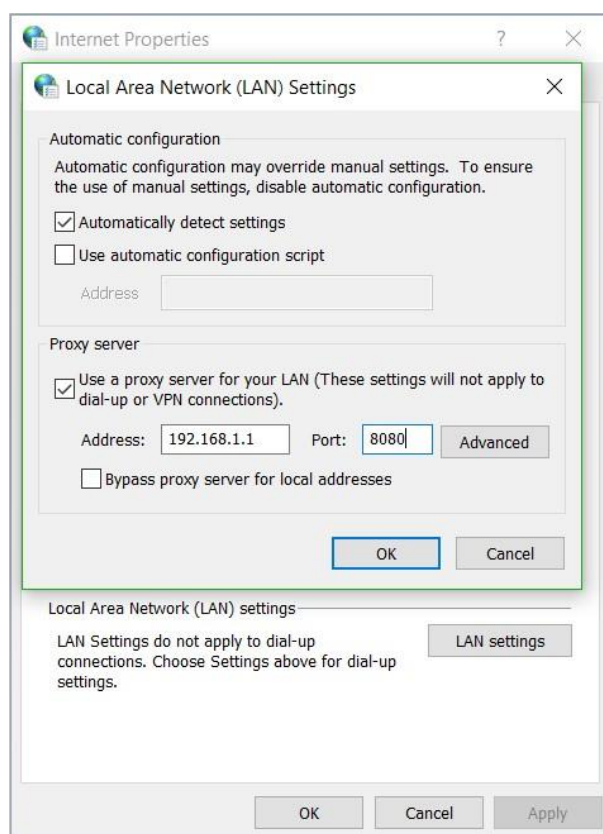 Internet Properties
?
Local Area Network (LAN) Settings
Automatic configuration
Automatic configuration may override manual settings. To ensure
the use of manual settings, disable automatic configuration.
Automatically detect settings
Use automatic configuration script
Address
Proxy server
Use a proxy server for your LAN (These settings will not apply to
dial-up or VPN connections).
Address: 192.168.1.1 Port: 8080 Advanced
Bypass proxy server for local addresses
OK Cancel
Local Area Network (LAN) settings
LAN Settings do not apply to dial-up
connections. Choose Settings above for dial-up
settings.
LAN settings
OK Cancel Apply